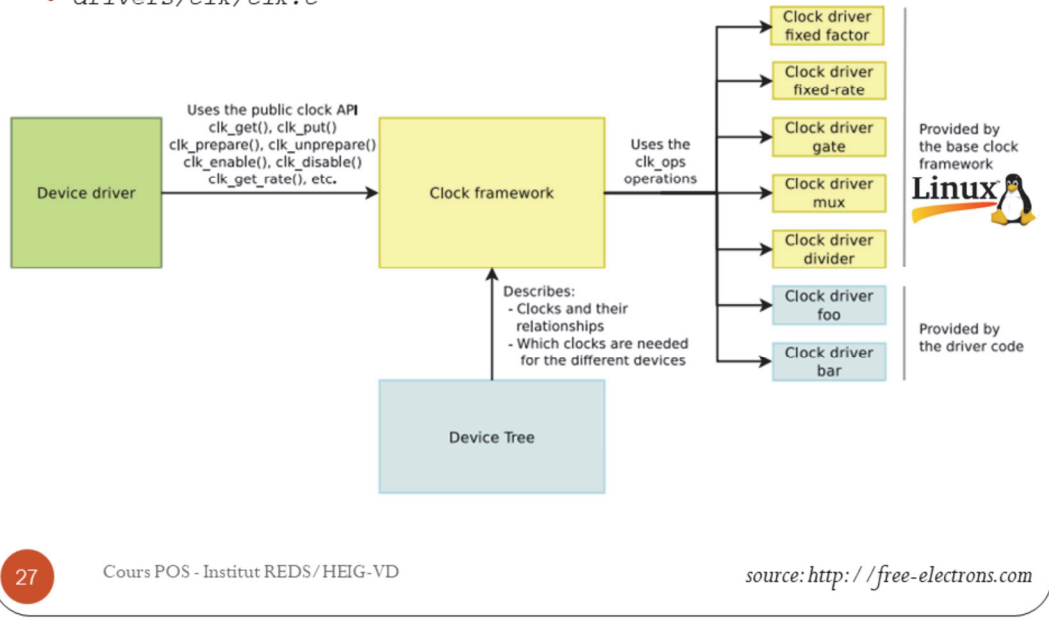 drivers/clk/clk.c
Clock driver
fixed factor
Clock driver
fixed-rate
Uses the public clock API
clk_get(), clk_put()
clk_prepare(), clk_unprepare()
clk_enable(), clk_disable()
clk_get_rate(), etc.
Device driver
Clock framework
Uses the
clk_ops
operations
Clock driver
gate
Clock driver
mux
Clock driver
divider
Provided by
the base clock
framework
Linux
Clock driver
foo
Clock driver
bar
Provided by
the driver code
Describes:
- Clocks and their
relationships
- Which clocks are needed
for the different devices
Device Tree
27
Cours POS - Institut REDS/HEIG-VD
source: http: / /free-electrons.com